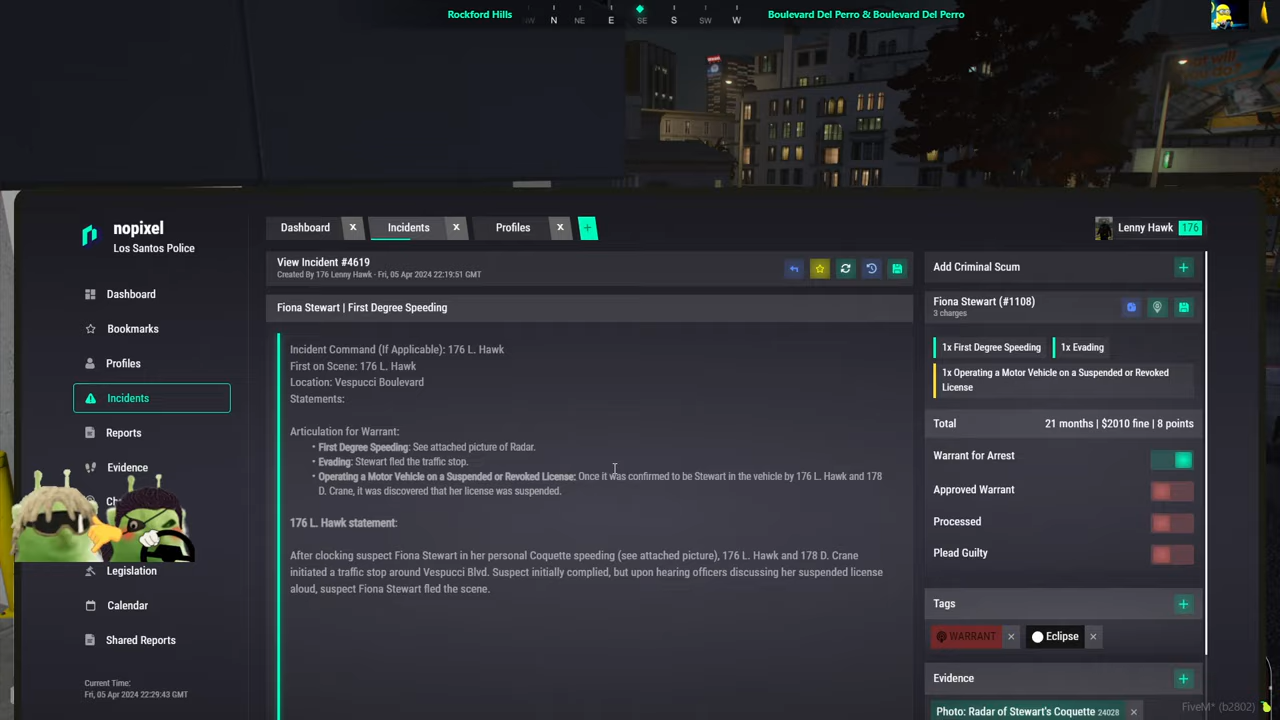 Rockford Hills
NW N NE E SE S SW W
Boulevard Del Perro & Boulevard Del Perro
nopixel
Los Santos Police
Dashboard
Bookmarks
Profiles
Incidents
Reports
Evidence
Ch
Legislation
Calendar
Shared Reports
Current Time:
Fri, 05 Apr 2024 22:29:43 GMT
Dashboard x Incidents x Profiles x +
Lenny Hawk 176
View Incident #4619
Created By 176 Lenny Hawk · Fri, 05 Apr 2024 22:19:51 GMT
Fiona Stewart | First Degree Speeding
Incident Command (If Applicable): 176 L. Hawk
First on Scene: 176 L. Hawk
Location: Vespucci Boulevard
Statements:
Articulation for Warrant:
• First Degree Speeding: See attached picture of Radar.
• Evading: Stewart fled the traffic stop.
• Operating a Motor Vehicle on a Suspended or Revoked License: Once it was confirmed to be Stewart in the vehicle by 176 L. Hawk and 178
D. Crane, it was discovered that her license was suspended.
176 L. Hawk statement:
After clocking suspect Fiona Stewart in her personal Coquette speeding (see attached picture), 176 L. Hawk and 178 D. Crane
initiated a traffic stop around Vespucci Blvd. Suspect initially complied, but upon hearing officers discussing her suspended license
aloud, suspect Fiona Stewart fled the scene.
Add Criminal Scum
Fiona Stewart (#1108)
3 charges
1x First Degree Speeding
1x Evading
1x Operating a Motor Vehicle on a Suspended or Revoked
License
Total 21 months | $2010 fine | 8 points
Warrant for Arrest
Approved Warrant
Processed
Plead Guilty
Tags
WARRANT x Eclipse x
Evidence
Photo: Radar of Stewart's Coquette 24028 x
FiveM* (b2802)